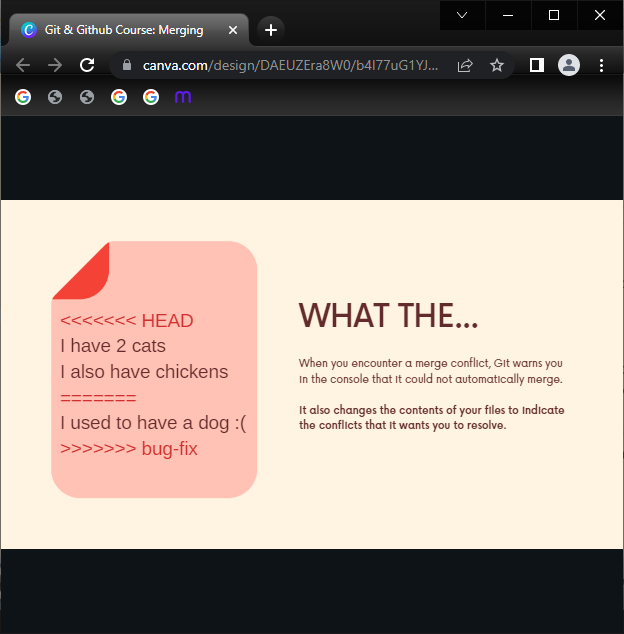 Git & Github Course: Merging
canva.com/design/DAEUZEra8W0/b4I77uG1YJ...
<<<<<<< HEAD
I have 2 cats
I also have chickens
=======
I used to have a dog :(
>>>>>>> bug-fix
WHAT THE...
When you encounter a merge conflict, Git warns you
in the console that it could not automatically merge.
It also changes the contents of your files to indicate
the conflicts that it wants you to resolve.